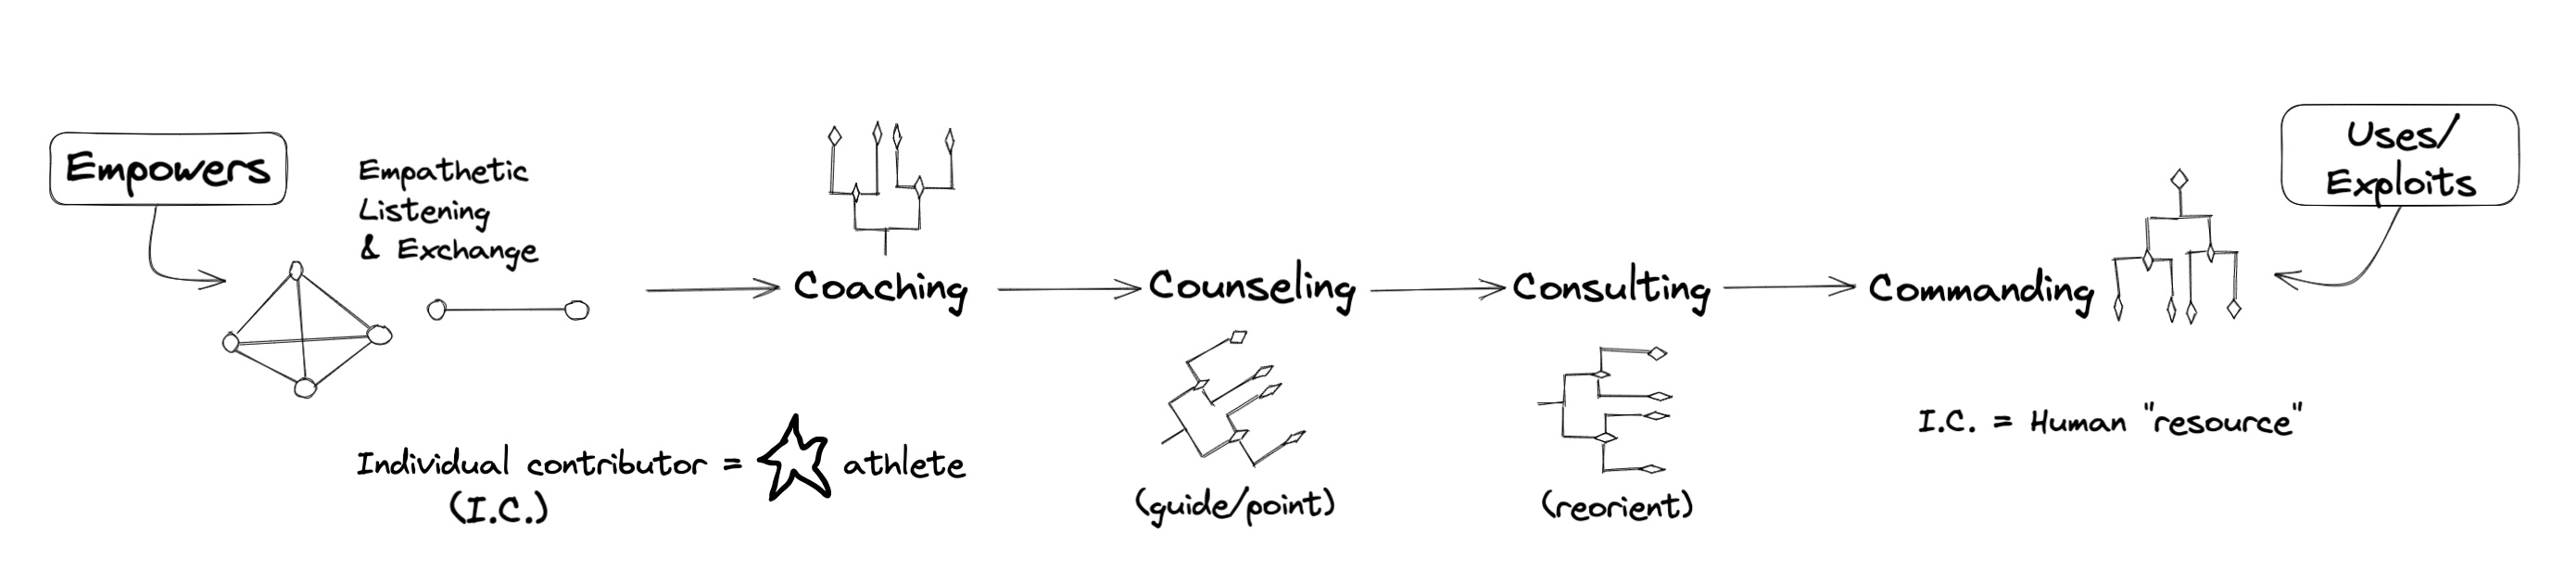 Empowers
Empathetic
Listening
& Exchange
Coaching
Counseling
Consulting
Commanding
Uses/
Exploits
Individual contributor = athlete
(I.C.)
(guide/point)
(reorient)
I.C. = Human "resource"